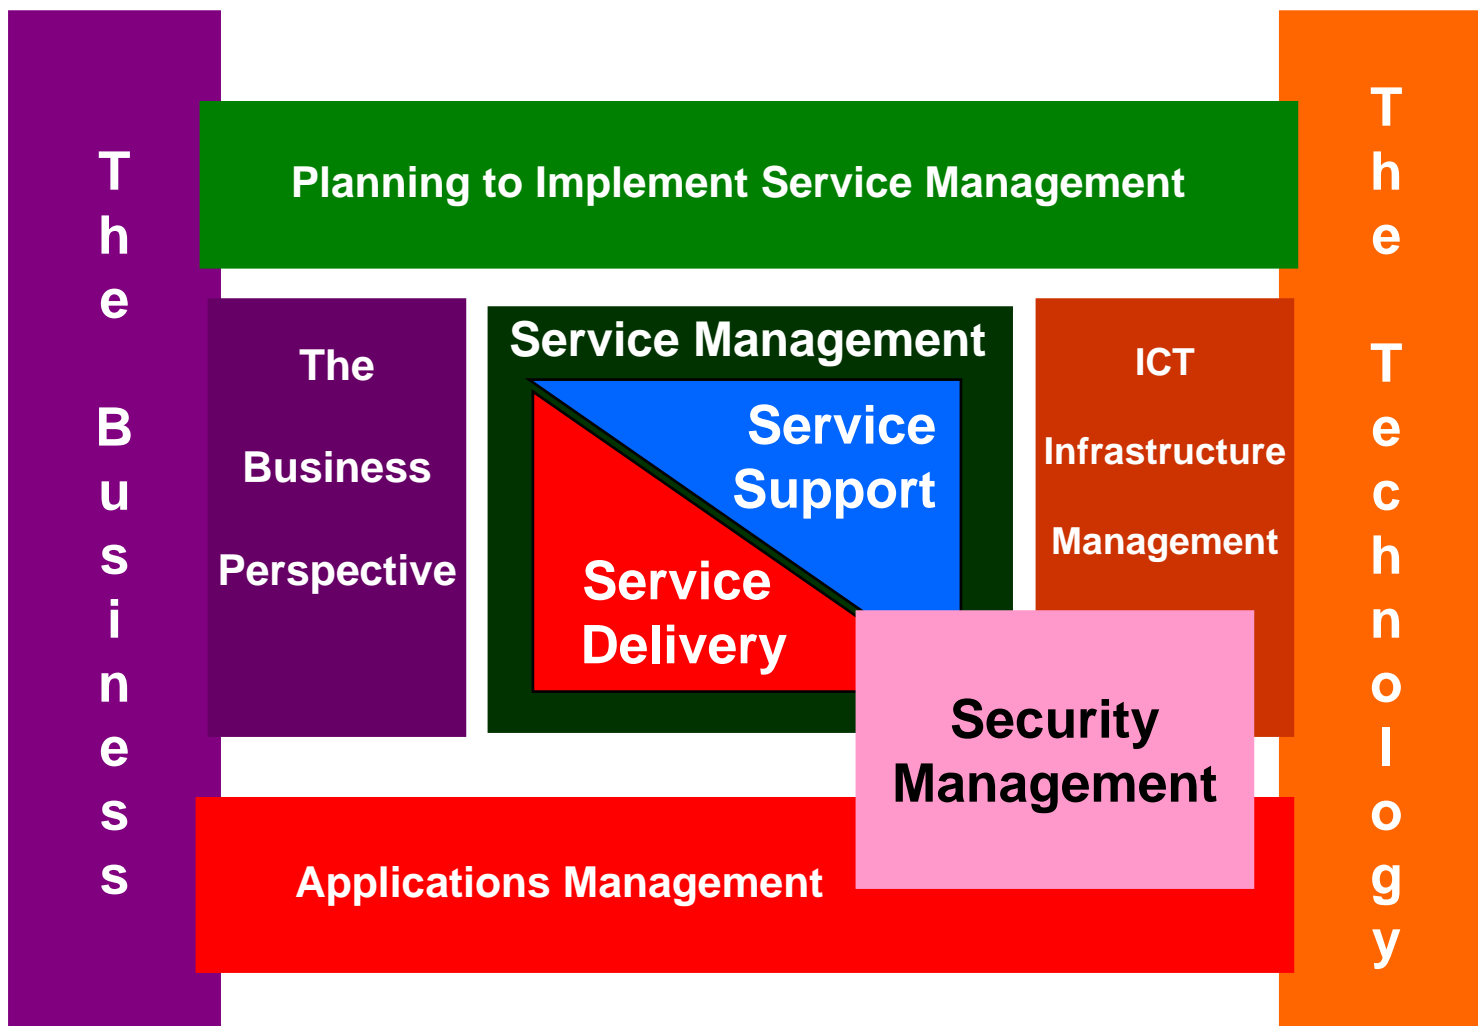 The Business
Planning to Implement Service Management
The
Business
Perspective
Service Management
Service
Support
Service
Delivery
ICT
Infrastructure
Management
Security
Management
Applications Management
The Technology